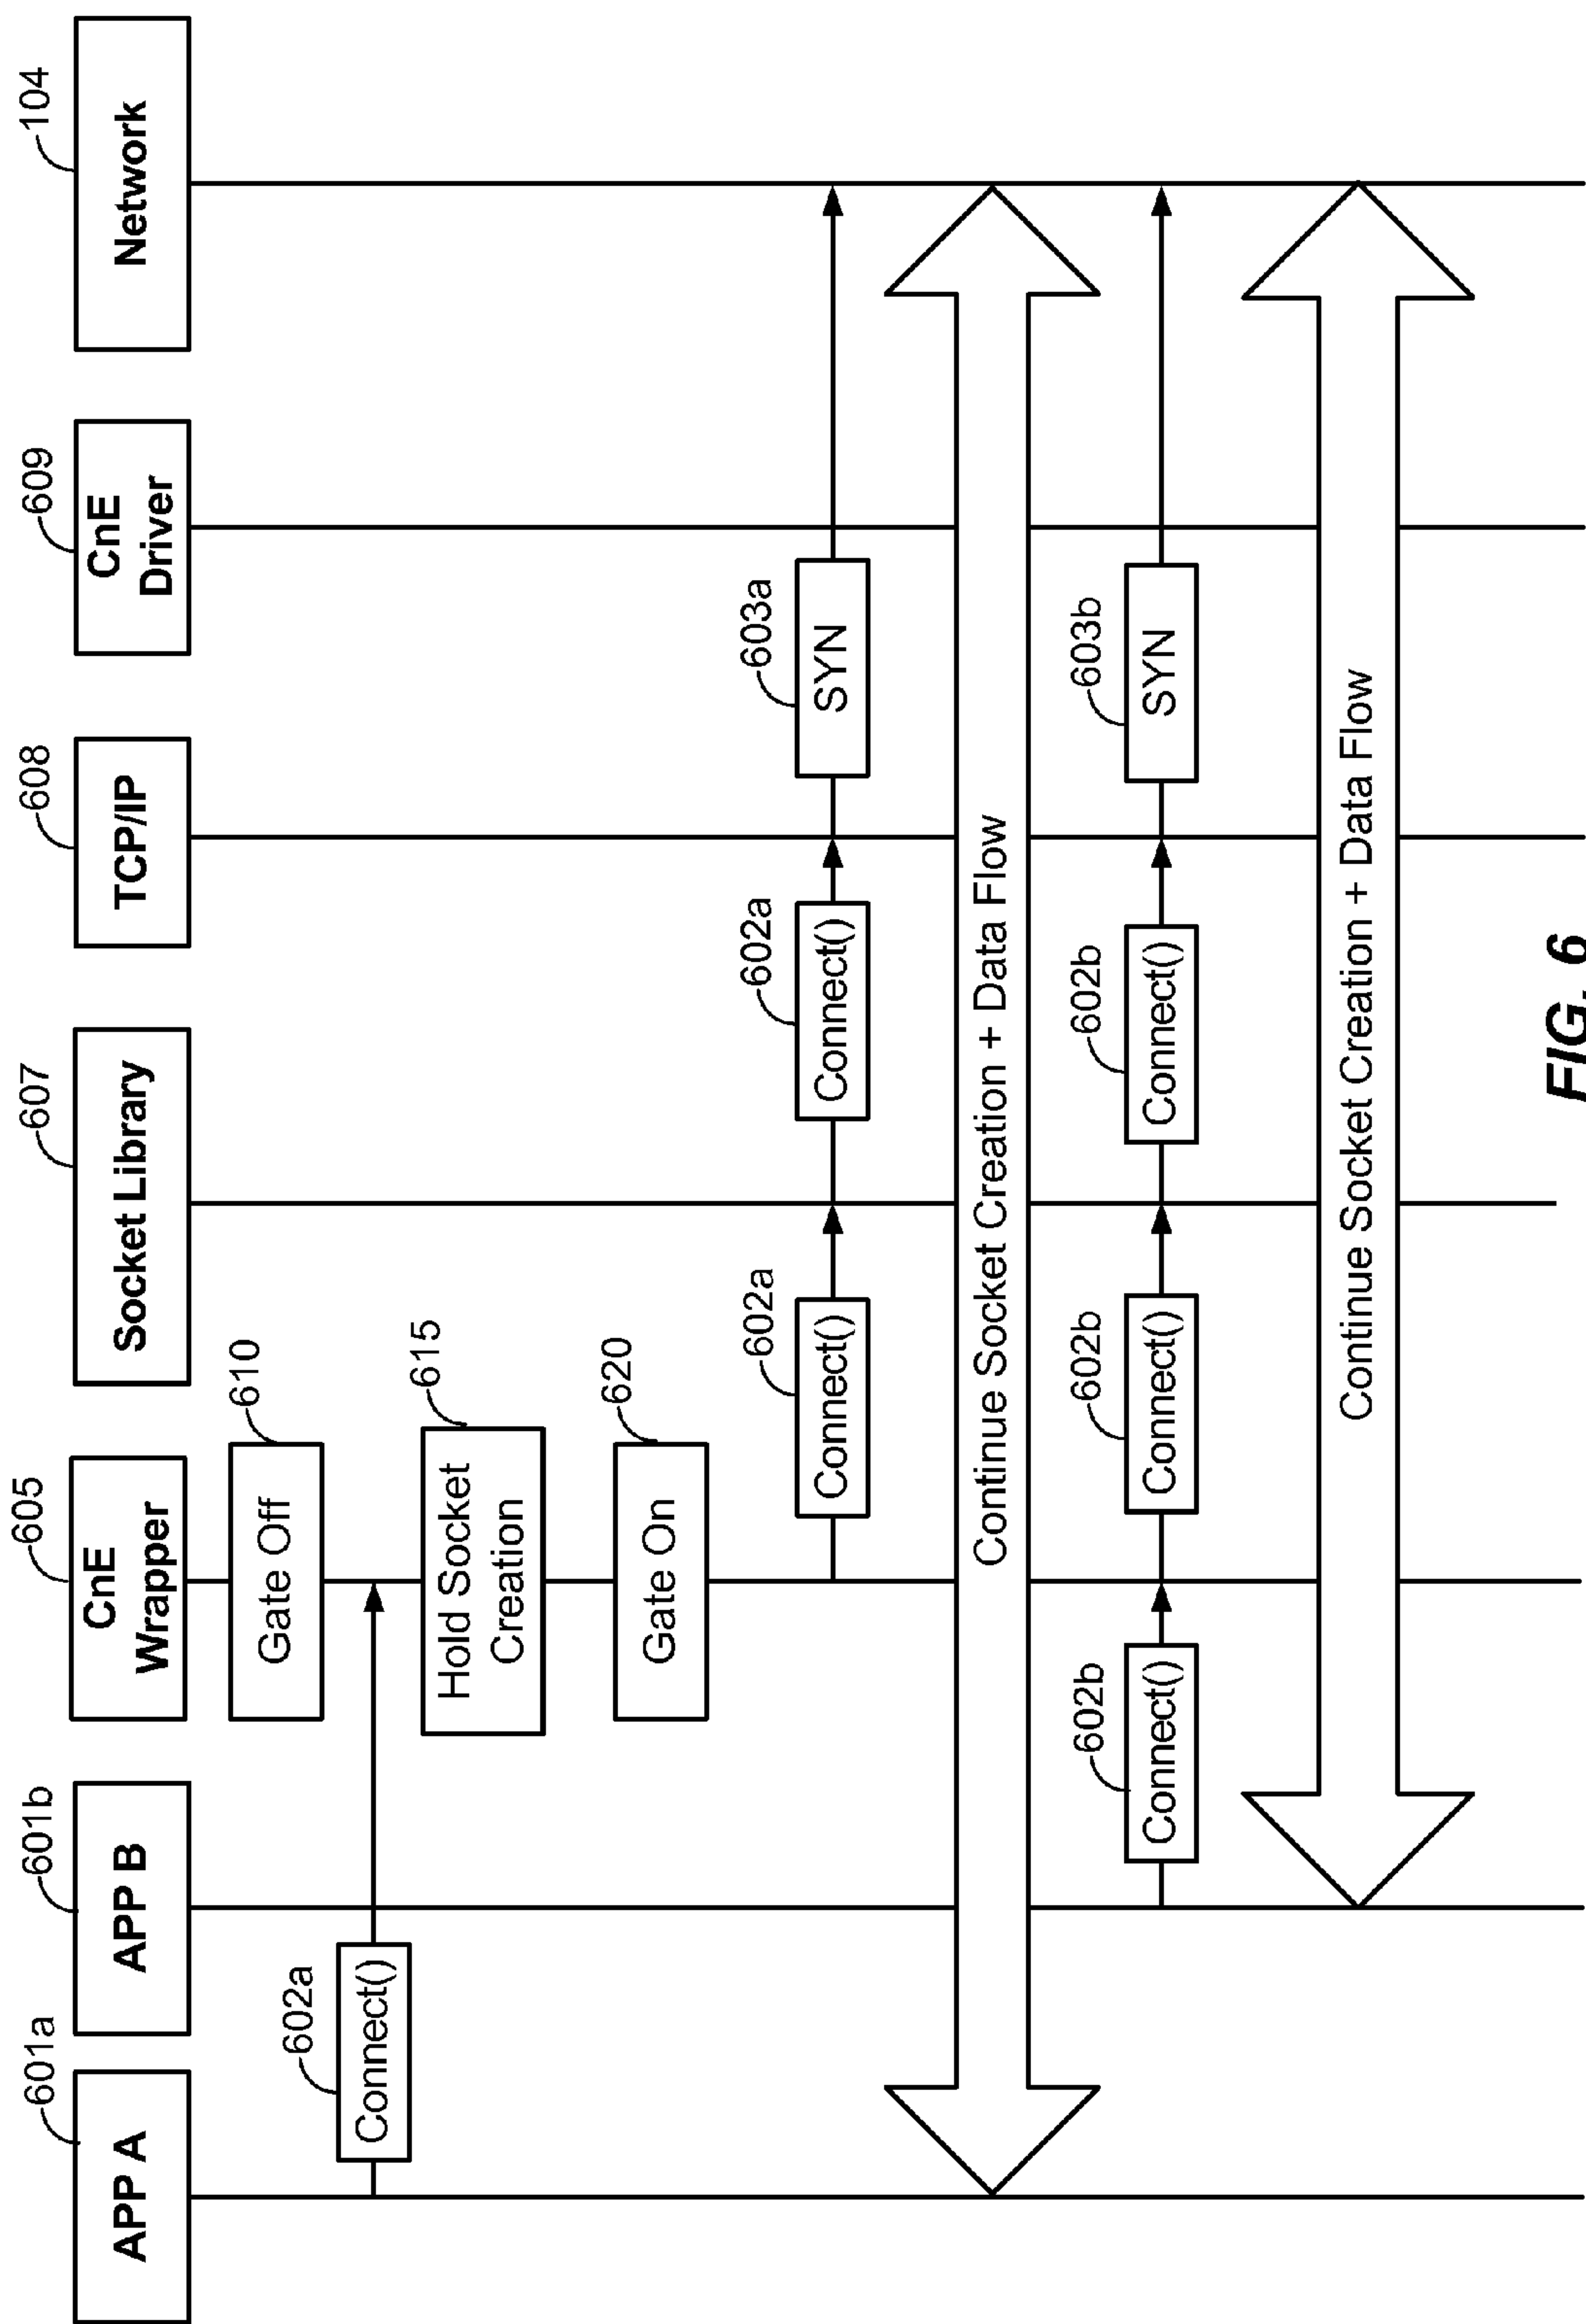 601a
601b
605
607
608
609
104
APP A
APP B
CnE
Wrapper
Socket Library
TCP/IP
CnE
Driver
Network
610
Gate Off
602a
Connect()
615
Hold Socket
Creation
620
Gate On
602a
602a
603a
Connect()
Connect()
SYN
Continue Socket Creation + Data Flow
602b
602b
602b
603b
Connect()
Connect()
Connect()
SYN
Continue Socket Creation + Data Flow
FIG. 6